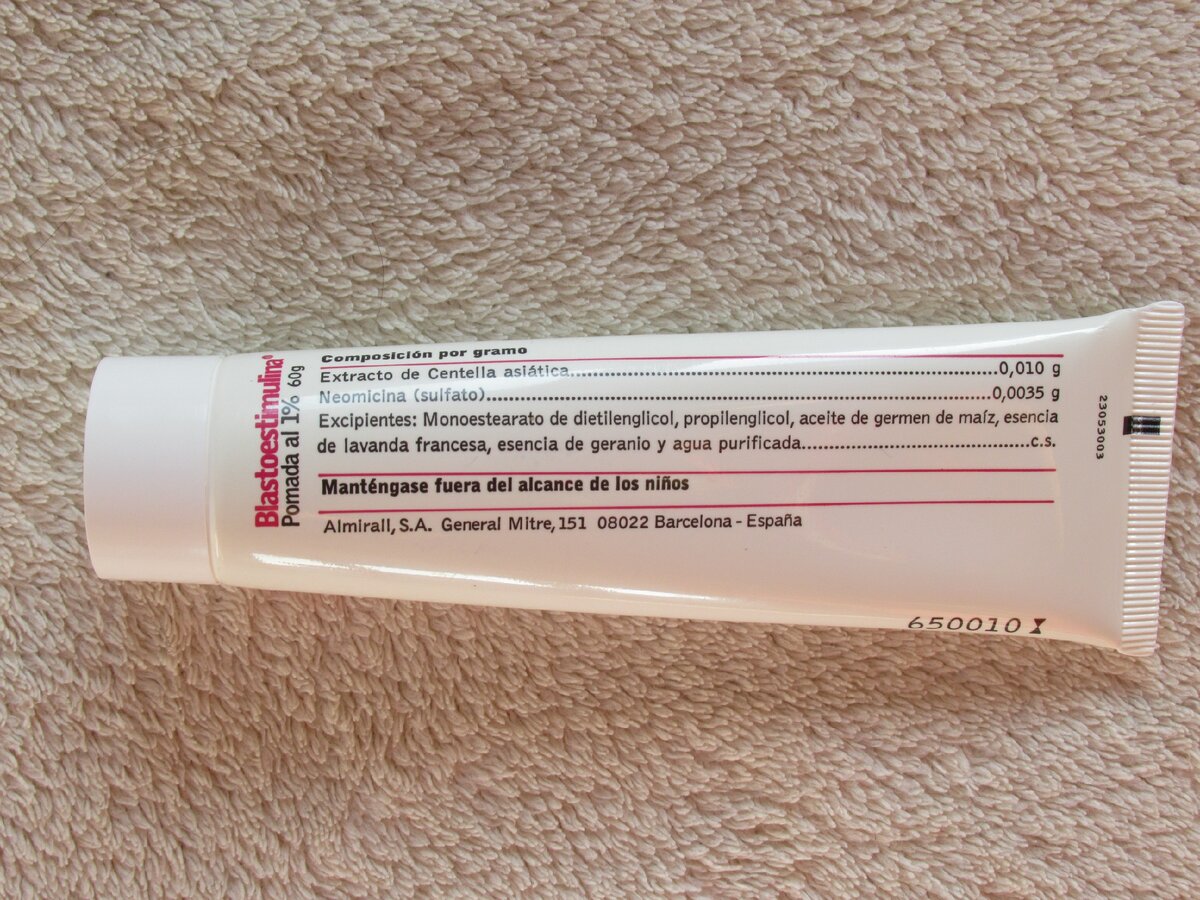 Blastoestimulina®
Pomada al 1% 60g
Composición por gramo
Extracto de Centella asiática......................................................................0,010 g
Neomicina (sulfato)....................................................................................0,0035 g
Excipientes: Monoestearato de dietilenglicol, propilenglicol, aceite de germen de maíz, esencia
de lavanda francesa, esencia de geranio y agua purificada.....................................c.s.
Manténgase fuera del alcance de los niños
Almirall, S.A. General Mitre, 151 08022 Barcelona - España
650010
23053003